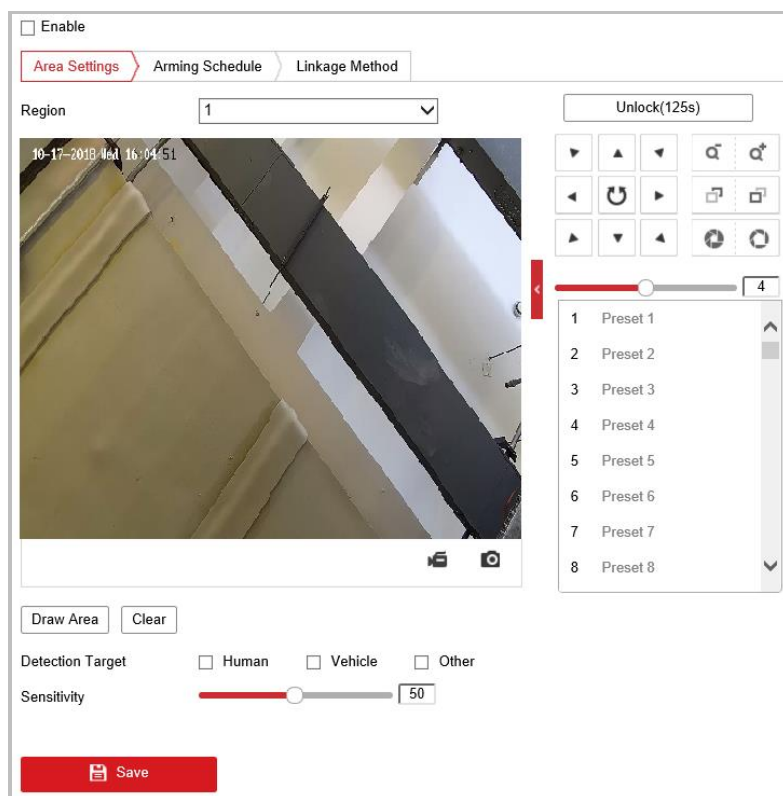 Enable
Area Settings Arming Schedule Linkage Method
Region 1
Unlock(125s)
10-17-2018 Wed 16:04:51
4
1 Preset 1
2 Preset 2
3 Preset 3
4 Preset 4
5 Preset 5
6 Preset 6
7 Preset 7
8 Preset 8
Draw Area Clear
Detection Target Human Vehicle Other
Sensitivity 50
Save